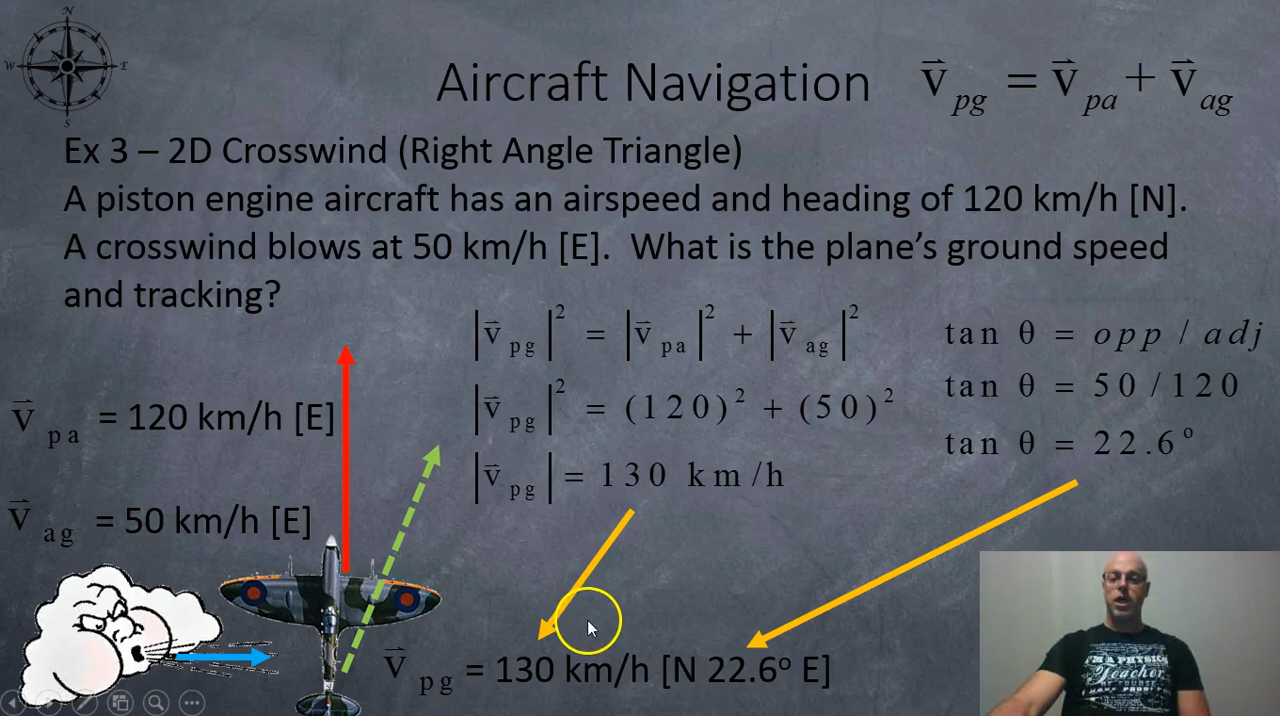 N
W E
S
Aircraft Navigation
v⃗ pg = v⃗ pa + v⃗ ag
Ex 3 – 2D Crosswind (Right Angle Triangle)
A piston engine aircraft has an airspeed and heading of 120 km/h [N].
A crosswind blows at 50 km/h [E]. What is the plane’s ground speed
and tracking?
|v⃗ pg|² = |v⃗ pa|² + |v⃗ ag|²
|v⃗ pg|² = (120)² + (50)²
|v⃗ pg| = 130 km/h
tan θ = opp / adj
tan θ = 50/120
tan θ = 22.6°
v⃗ pa = 120 km/h [E]
v⃗ ag = 50 km/h [E]
v⃗ pg = 130 km/h [N 22.6° E]
I'M A PHYSICS
Teacher